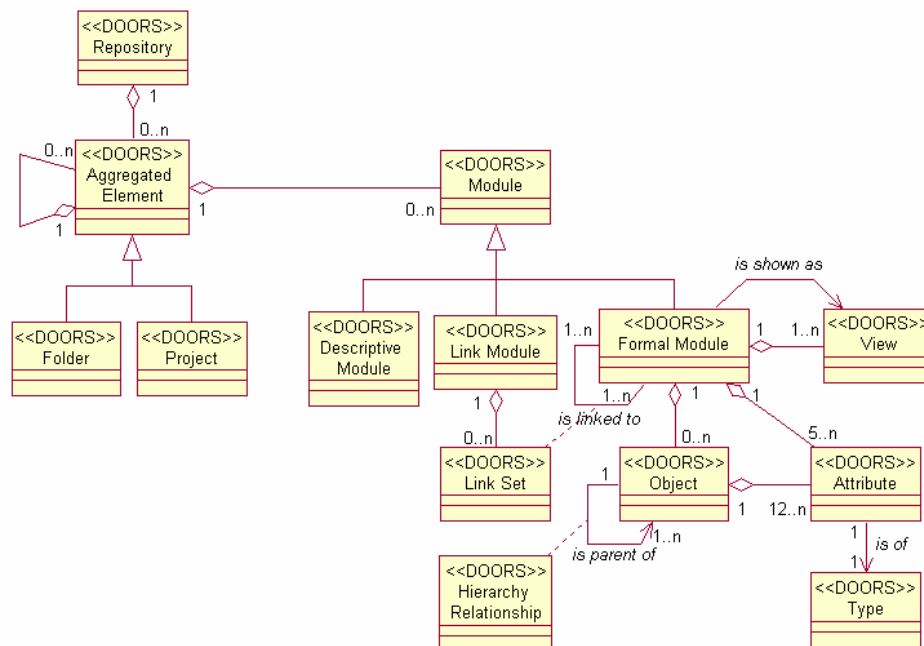 <<DOORS>>
Repository
1
0..n
0..n
<<DOORS>>
Aggregated
Element
1
1
<<DOORS>>
Module
0..n
is shown as
<<DOORS>>
Folder
<<DOORS>>
Project
<<DOORS>>
Descriptive
Module
<<DOORS>>
Link Module
1
1..n
<<DOORS>>
Formal Module
1
1..n
<<DOORS>>
View
1..n
is linked to
1
1
0..n
0..n
5..n
<<DOORS>>
Link Set
1
<<DOORS>>
Object
1
12..n
<<DOORS>>
Attribute
1..n
is parent of
1
is of
1
<<DOORS>>
Hierarchy
Relationship
<<DOORS>>
Type